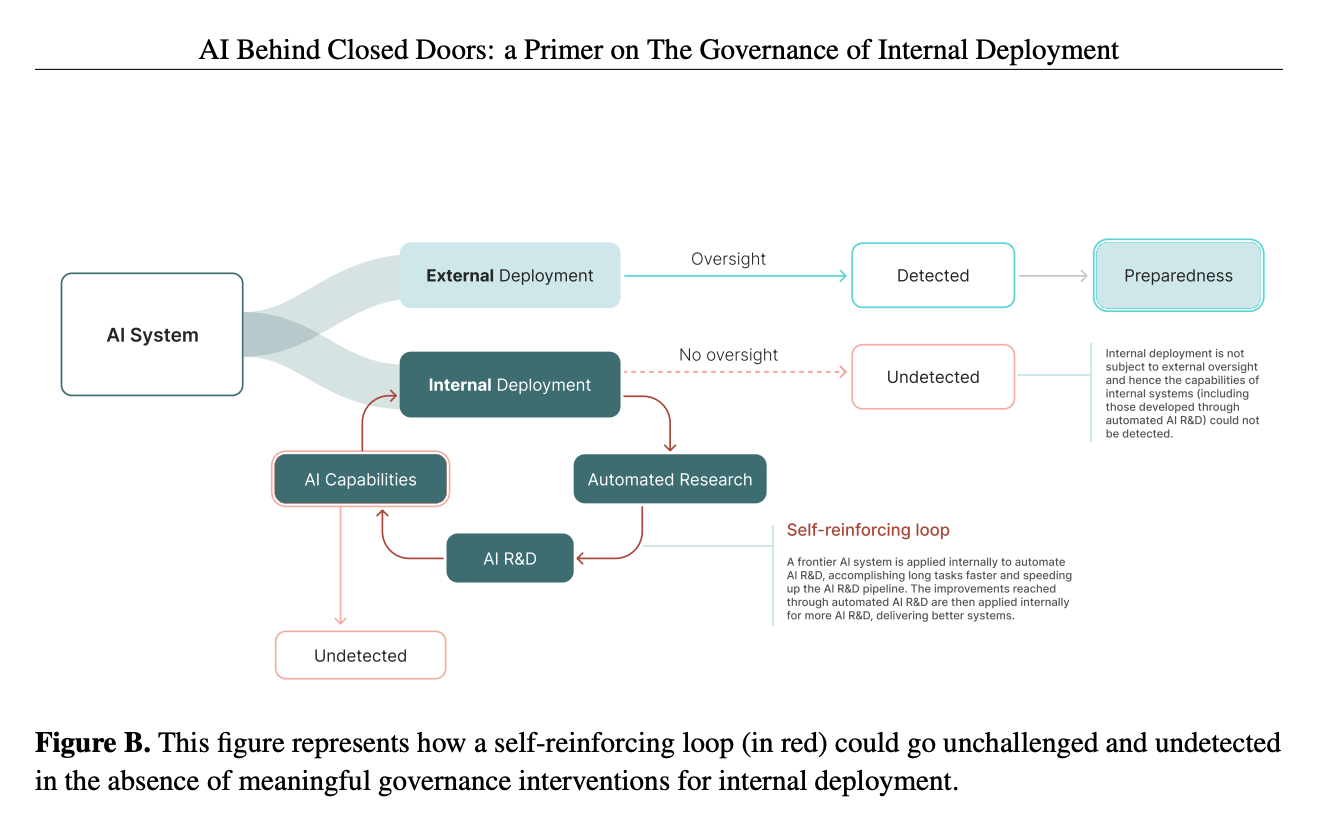 AI Behind Closed Doors: a Primer on The Governance of Internal Deployment
External Deployment
Oversight
Detected
Preparedness
AI System
Internal Deployment
No oversight
Undetected
Internal deployment is not
subject to external oversight
and hence the capabilities of
internal systems (including
those developed through
automated AI R&D) could not
be detected.
AI Capabilities
Automated Research
AI R&D
Self-reinforcing loop
A frontier AI system is applied internally to automate
AI R&D, accomplishing long tasks faster and speeding
up the AI R&D pipeline. The improvements reached
through automated AI R&D are then applied internally
for more AI R&D, delivering better systems.
Undetected
Figure B. This figure represents how a self-reinforcing loop (in red) could go unchallenged and undetected
in the absence of meaningful governance interventions for internal deployment.